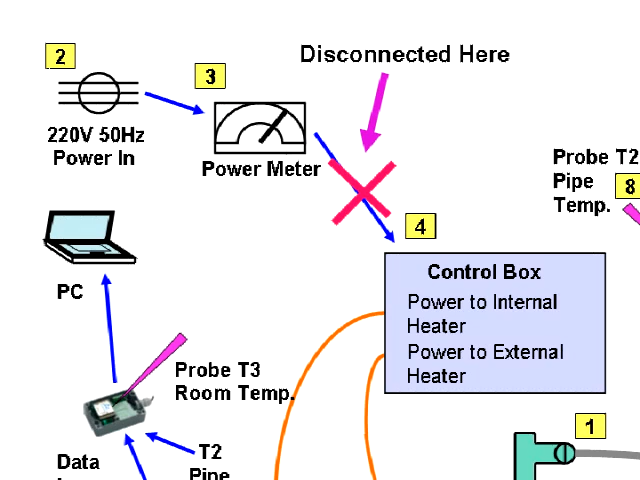 Disconnected Here
2
3
220V 50Hz
Power In
Power Meter
Probe T2
Pipe
Temp.
8
4
Control Box
Power to Internal
Heater
Power to External
Heater
PC
Probe T3
Room Temp.
1
T2
Pipe
Data